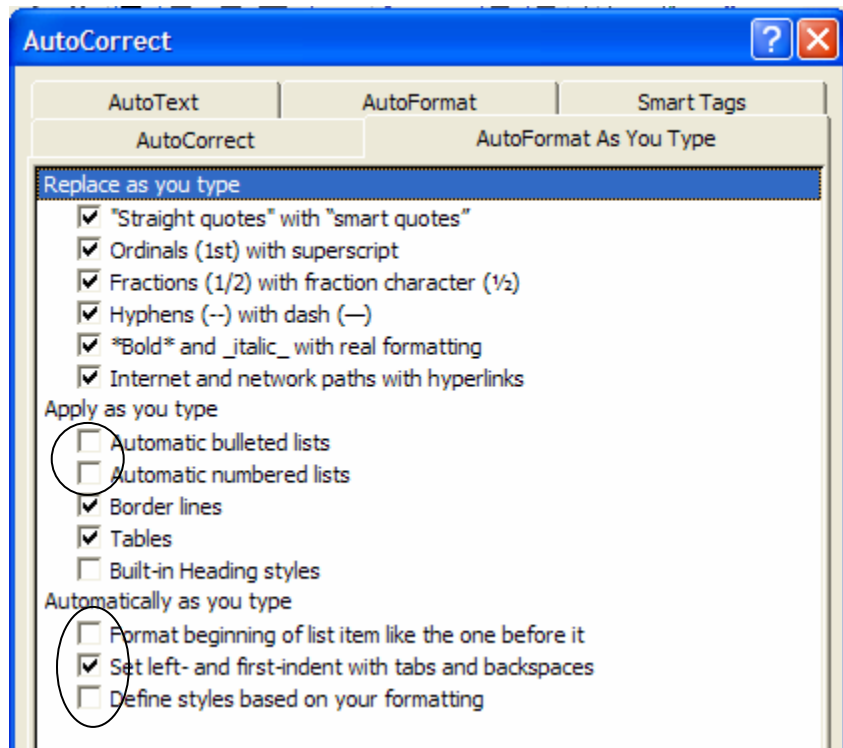 AutoCorrect
AutoText AutoFormat Smart Tags
AutoCorrect AutoFormat As You Type
Replace as you type
"Straight quotes" with “smart quotes”
Ordinals (1st) with superscript
Fractions (1/2) with fraction character (½)
Hyphens (--) with dash (—)
*Bold* and _italic_ with real formatting
Internet and network paths with hyperlinks
Apply as you type
Automatic bulleted lists
Automatic numbered lists
Border lines
Tables
Built-in Heading styles
Automatically as you type
Format beginning of list item like the one before it
Set left- and first-indent with tabs and backspaces
Define styles based on your formatting